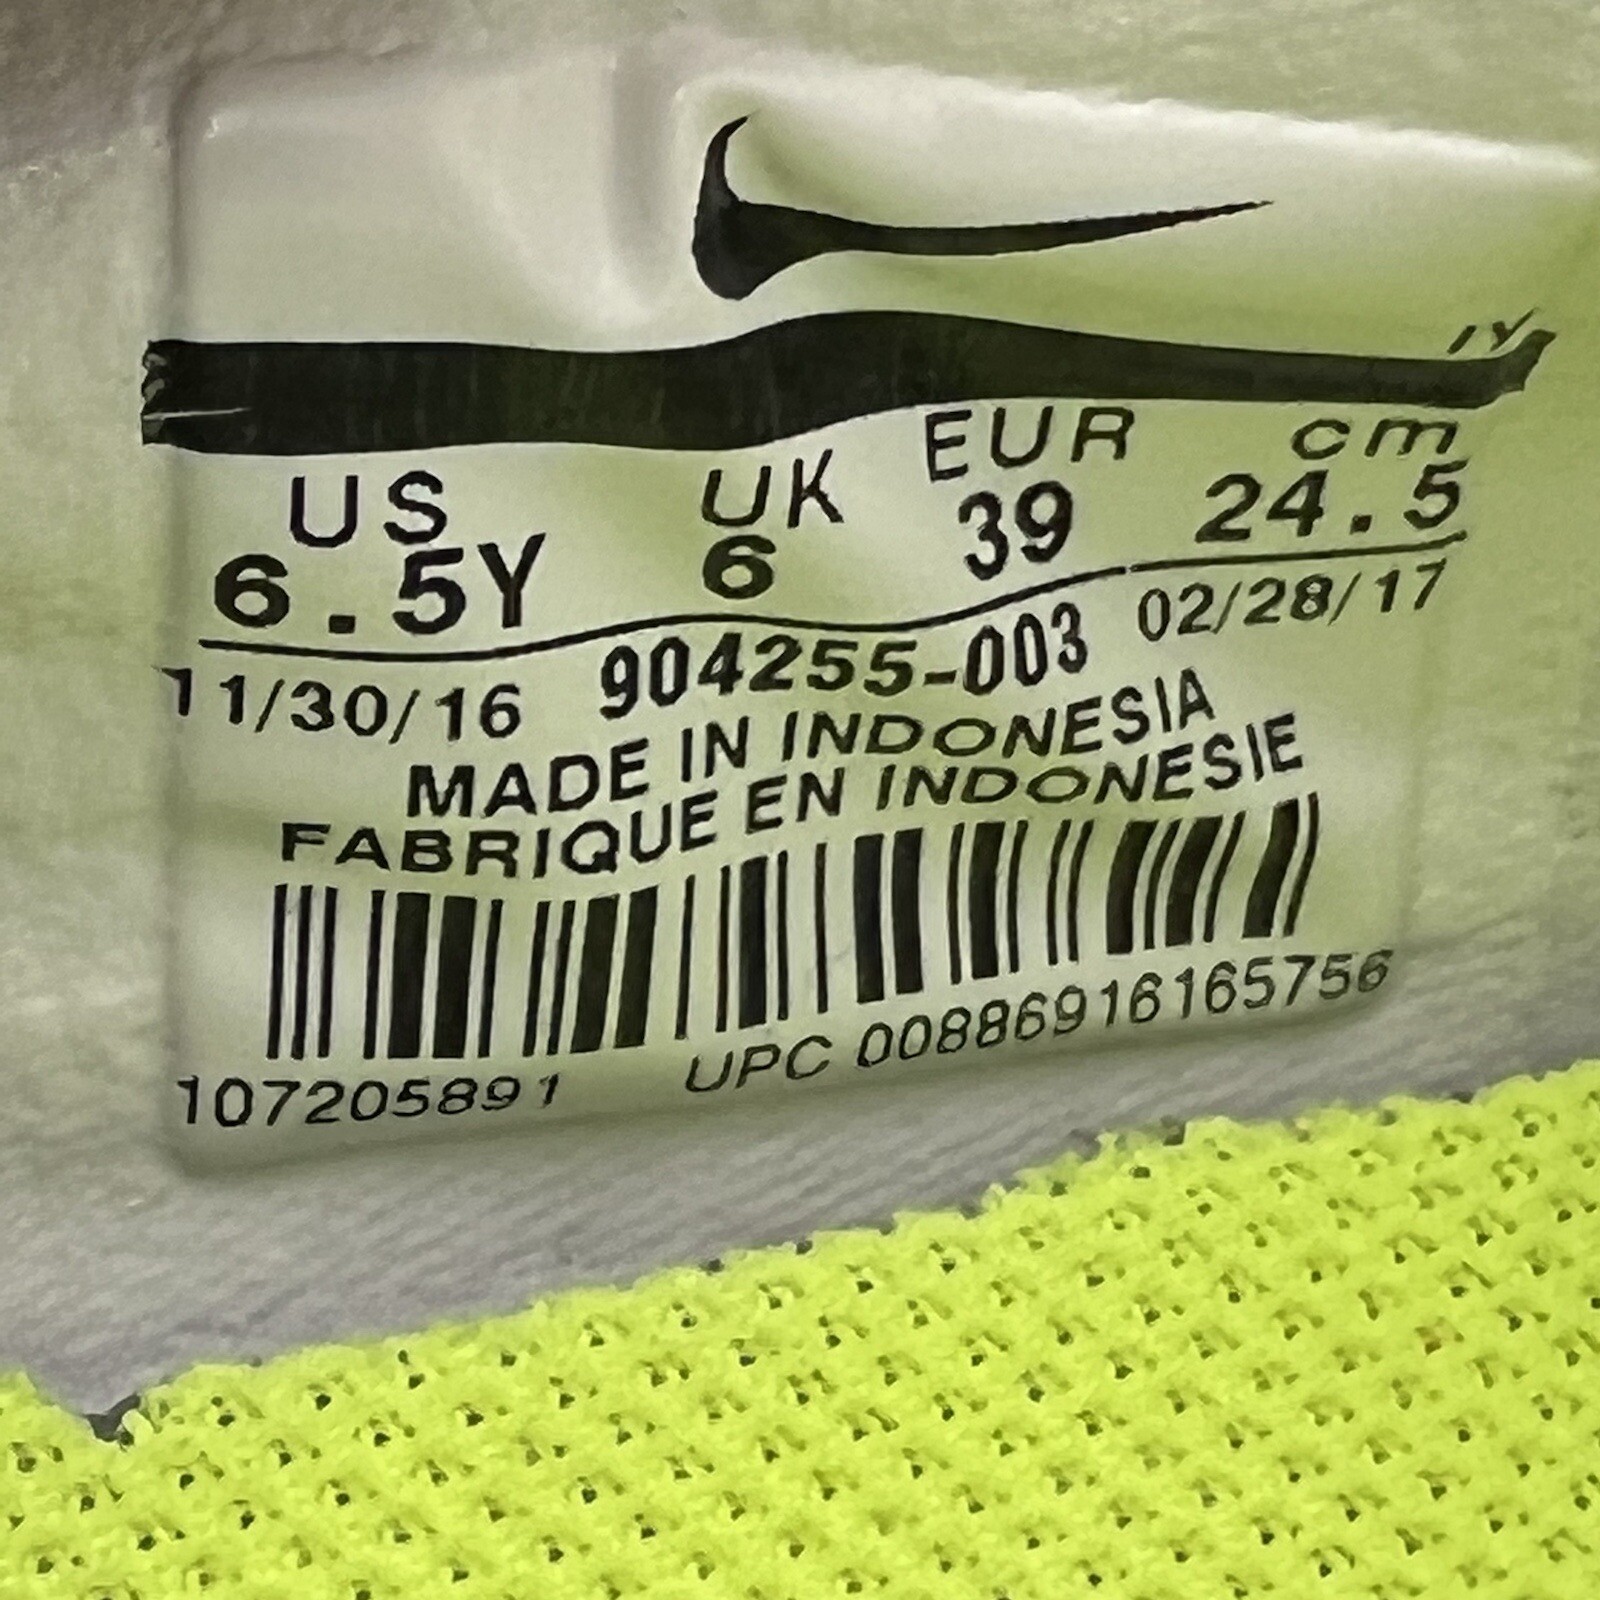 US UK EUR cm
6.5Y 6 39 24.5
11/30/16 904255-003 02/28/17
MADE IN INDONESIA
FABRIQUE EN INDONESIE
107205891 UPC 00886916165756